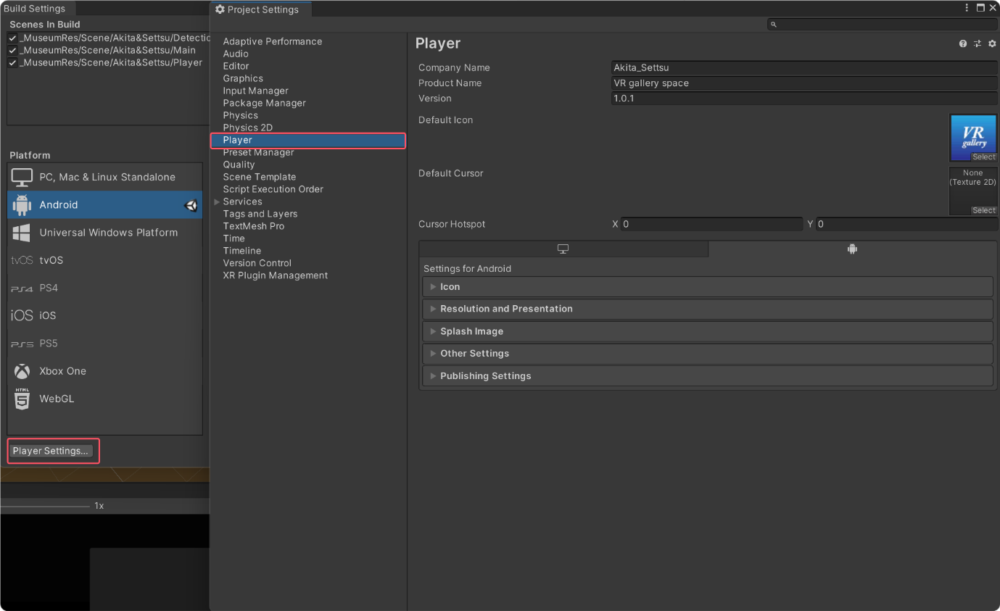 Build Settings
Scenes In Build
_MuseumRes/Scene/Akita&Settsu/Detectio
_MuseumRes/Scene/Akita&Settsu/Main
_MuseumRes/Scene/Akita&Settsu/Player
Platform
PC, Mac & Linux Standalone
Android
Universal Windows Platform
tvOS tvOS
PS4 PS4
iOS iOS
PS5 PS5
Xbox One
HTML
5 WebGL
Player Settings...
1x
Project Settings
Adaptive Performance
Audio
Editor
Graphics
Input Manager
Package Manager
Physics
Physics 2D
Player
Preset Manager
Quality
Scene Template
Script Execution Order
Services
Tags and Layers
TextMesh Pro
Time
Timeline
Version Control
XR Plugin Management
Player
Company Name Akita_Settsu
Product Name VR gallery space
Version 1.0.1
Default Icon
VR
gallery
Select
Default Cursor
None
(Texture 2D)
Select
Cursor Hotspot X 0 Y 0
Settings for Android
Icon
Resolution and Presentation
Splash Image
Other Settings
Publishing Settings